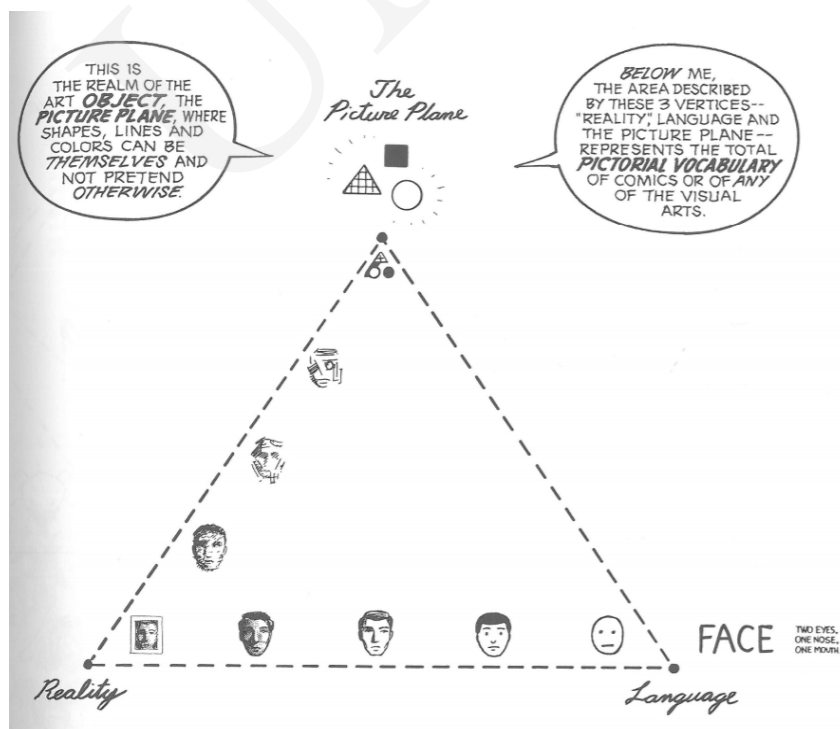 THIS IS
THE REALM OF THE
ART OBJECT, THE
PICTURE PLANE, WHERE
SHAPES, LINES AND
COLORS CAN BE
THEMSELVES AND
NOT PRETEND
OTHERWISE.
The
Picture Plane
BELOW ME,
THE AREA DESCRIBED
BY THESE 3 VERTICES--
"REALITY," LANGUAGE AND
THE PICTURE PLANE--
REPRESENTS THE TOTAL
PICTORIAL VOCABULARY
OF COMICS OR OF ANY
OF THE VISUAL
ARTS.
FACE
TWO EYES,
ONE NOSE,
ONE MOUTH
Reality
Language